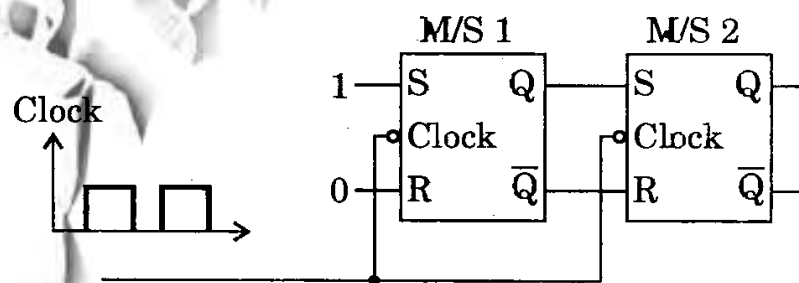 M/S 1 M/S 2
1 S Q S Q
Clock
Clock Clock
0 R Q̅ R Q̅